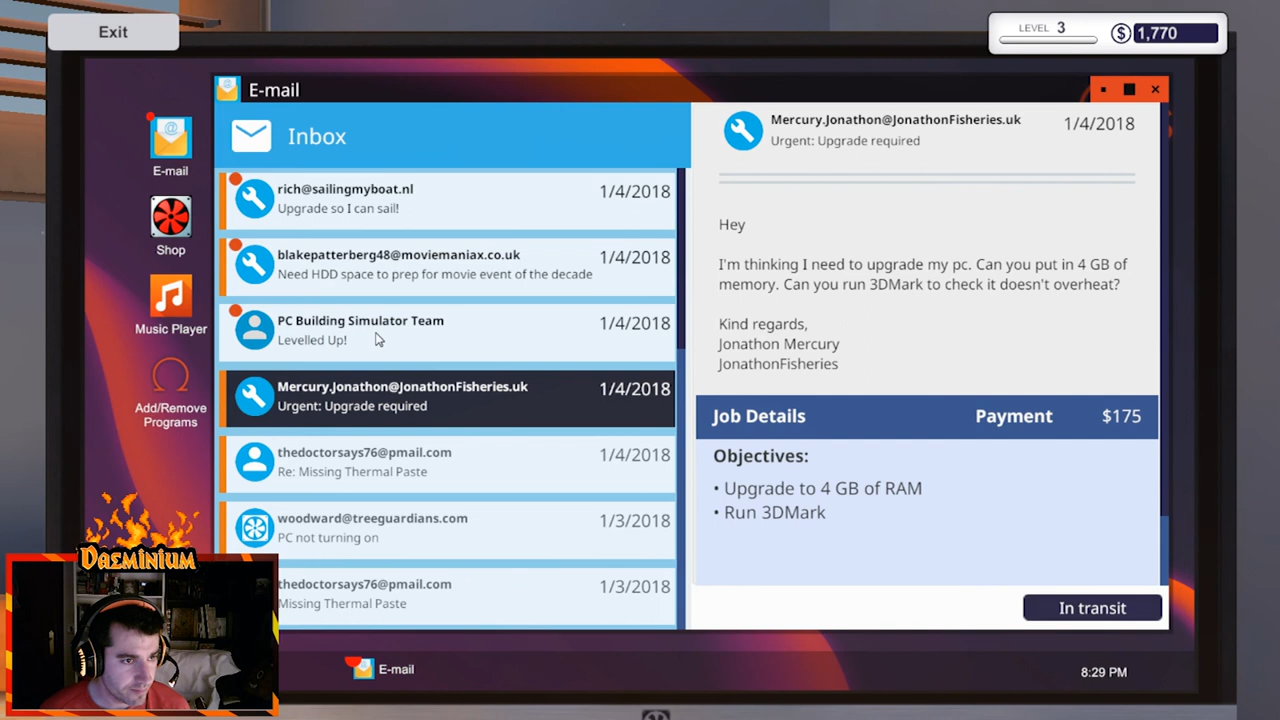 Exit
LEVEL 3
$ 1,770
E-mail
Inbox
E-mail
Shop
Music Player
Add/Remove
Programs
rich@sailingmyboat.nl 1/4/2018
Upgrade so I can sail!
blakepatterberg48@moviemaniax.co.uk 1/4/2018
Need HDD space to prep for movie event of the decade
PC Building Simulator Team 1/4/2018
Levelled Up!
Mercury.Jonathon@JonathonFisheries.uk 1/4/2018
Urgent: Upgrade required
thedoctorsays76@pmail.com 1/4/2018
Re: Missing Thermal Paste
woodward@treeguardians.com 1/3/2018
PC not turning on
thedoctorsays76@pmail.com 1/3/2018
Missing Thermal Paste
Mercury.Jonathon@JonathonFisheries.uk 1/4/2018
Urgent: Upgrade required
Hey
I'm thinking I need to upgrade my pc. Can you put in 4 GB of
memory. Can you run 3DMark to check it doesn't overheat?
Kind regards,
Jonathon Mercury
JonathonFisheries
Job Details Payment $175
Objectives:
• Upgrade to 4 GB of RAM
• Run 3DMark
In transit
DAEMINIUM
E-mail
8:29 PM